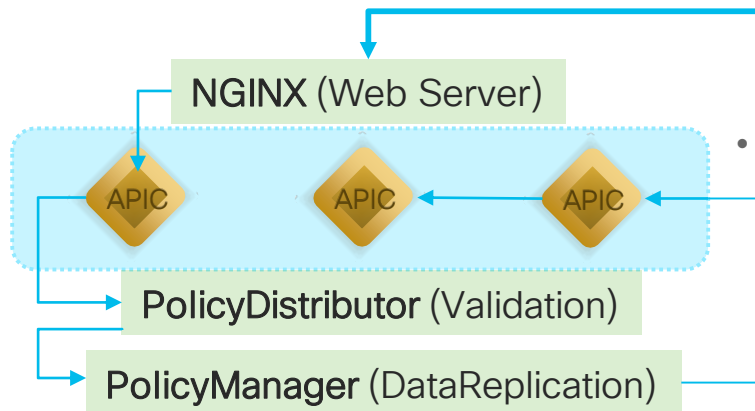 NGINX (Web Server)
APIC
APIC
APIC
•
PolicyDistributor (Validation)
PolicyManager (DataReplication)